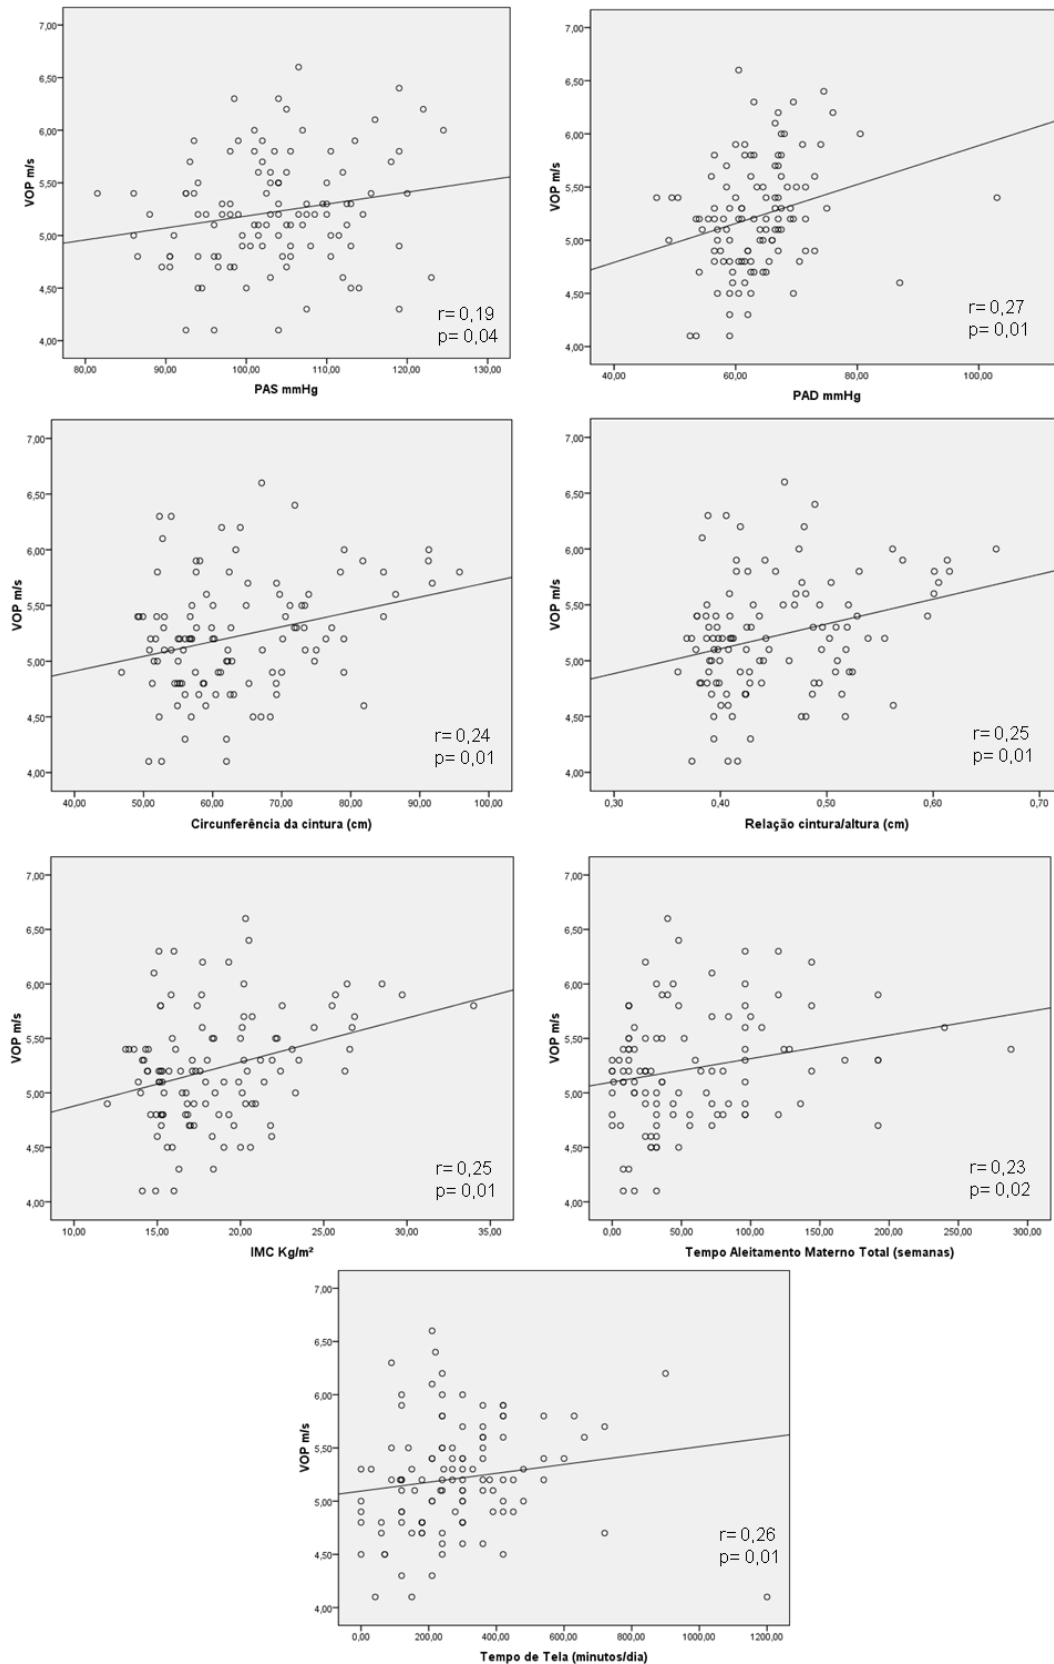 7,00
6,50
6,00
5,50
5,00
4,50
4,00
VOP m/s
r= 0,19
p= 0,04
80,00 90,00 100,00 110,00 120,00 130,00
PAS mmHg
7,00
6,50
6,00
5,50
5,00
4,50
4,00
VOP m/s
r= 0,27
p= 0,01
40,00 60,00 80,00 100,00
PAD mmHg
7,00
6,50
6,00
5,50
5,00
4,50
4,00
VOP m/s
r= 0,24
p= 0,01
40,00 50,00 60,00 70,00 80,00 90,00 100,00
Circunferência da cintura (cm)
7,00
6,50
6,00
5,50
5,00
4,50
4,00
VOP m/s
r= 0,25
p= 0,01
0,30 0,40 0,50 0,60 0,70
Relação cintura/altura (cm)
7,00
6,50
6,00
5,50
5,00
4,50
4,00
VOP m/s
r= 0,25
p= 0,01
10,00 15,00 20,00 25,00 30,00 35,00
IMC Kg/m²
7,00
6,50
6,00
5,50
5,00
4,50
4,00
VOP m/s
r= 0,23
p= 0,02
0,00 50,00 100,00 150,00 200,00 250,00 300,00
Tempo Aleitamento Materno Total (semanas)
7,00
6,50
6,00
5,50
5,00
4,50
4,00
VOP m/s
r= 0,26
p= 0,01
0,00 200,00 400,00 600,00 800,00 1000,00 1200,00
Tempo de Tela (minutos/dia)